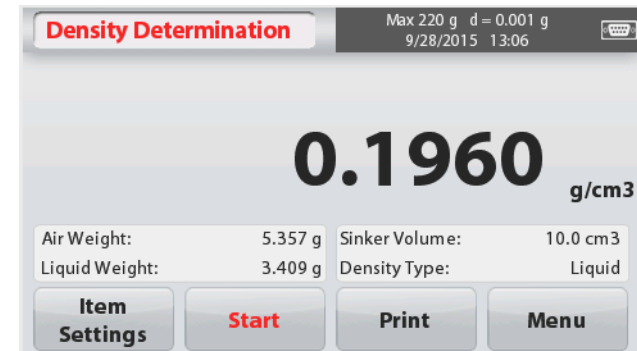 Density Determination
Max 220 g d = 0.001 g
9/28/2015 13:06
0.1960
g/cm3
Air Weight: 5.357 g Sinker Volume: 10.0 cm3
Liquid Weight: 3.409 g Density Type: Liquid
Item Settings
Start
Print
Menu